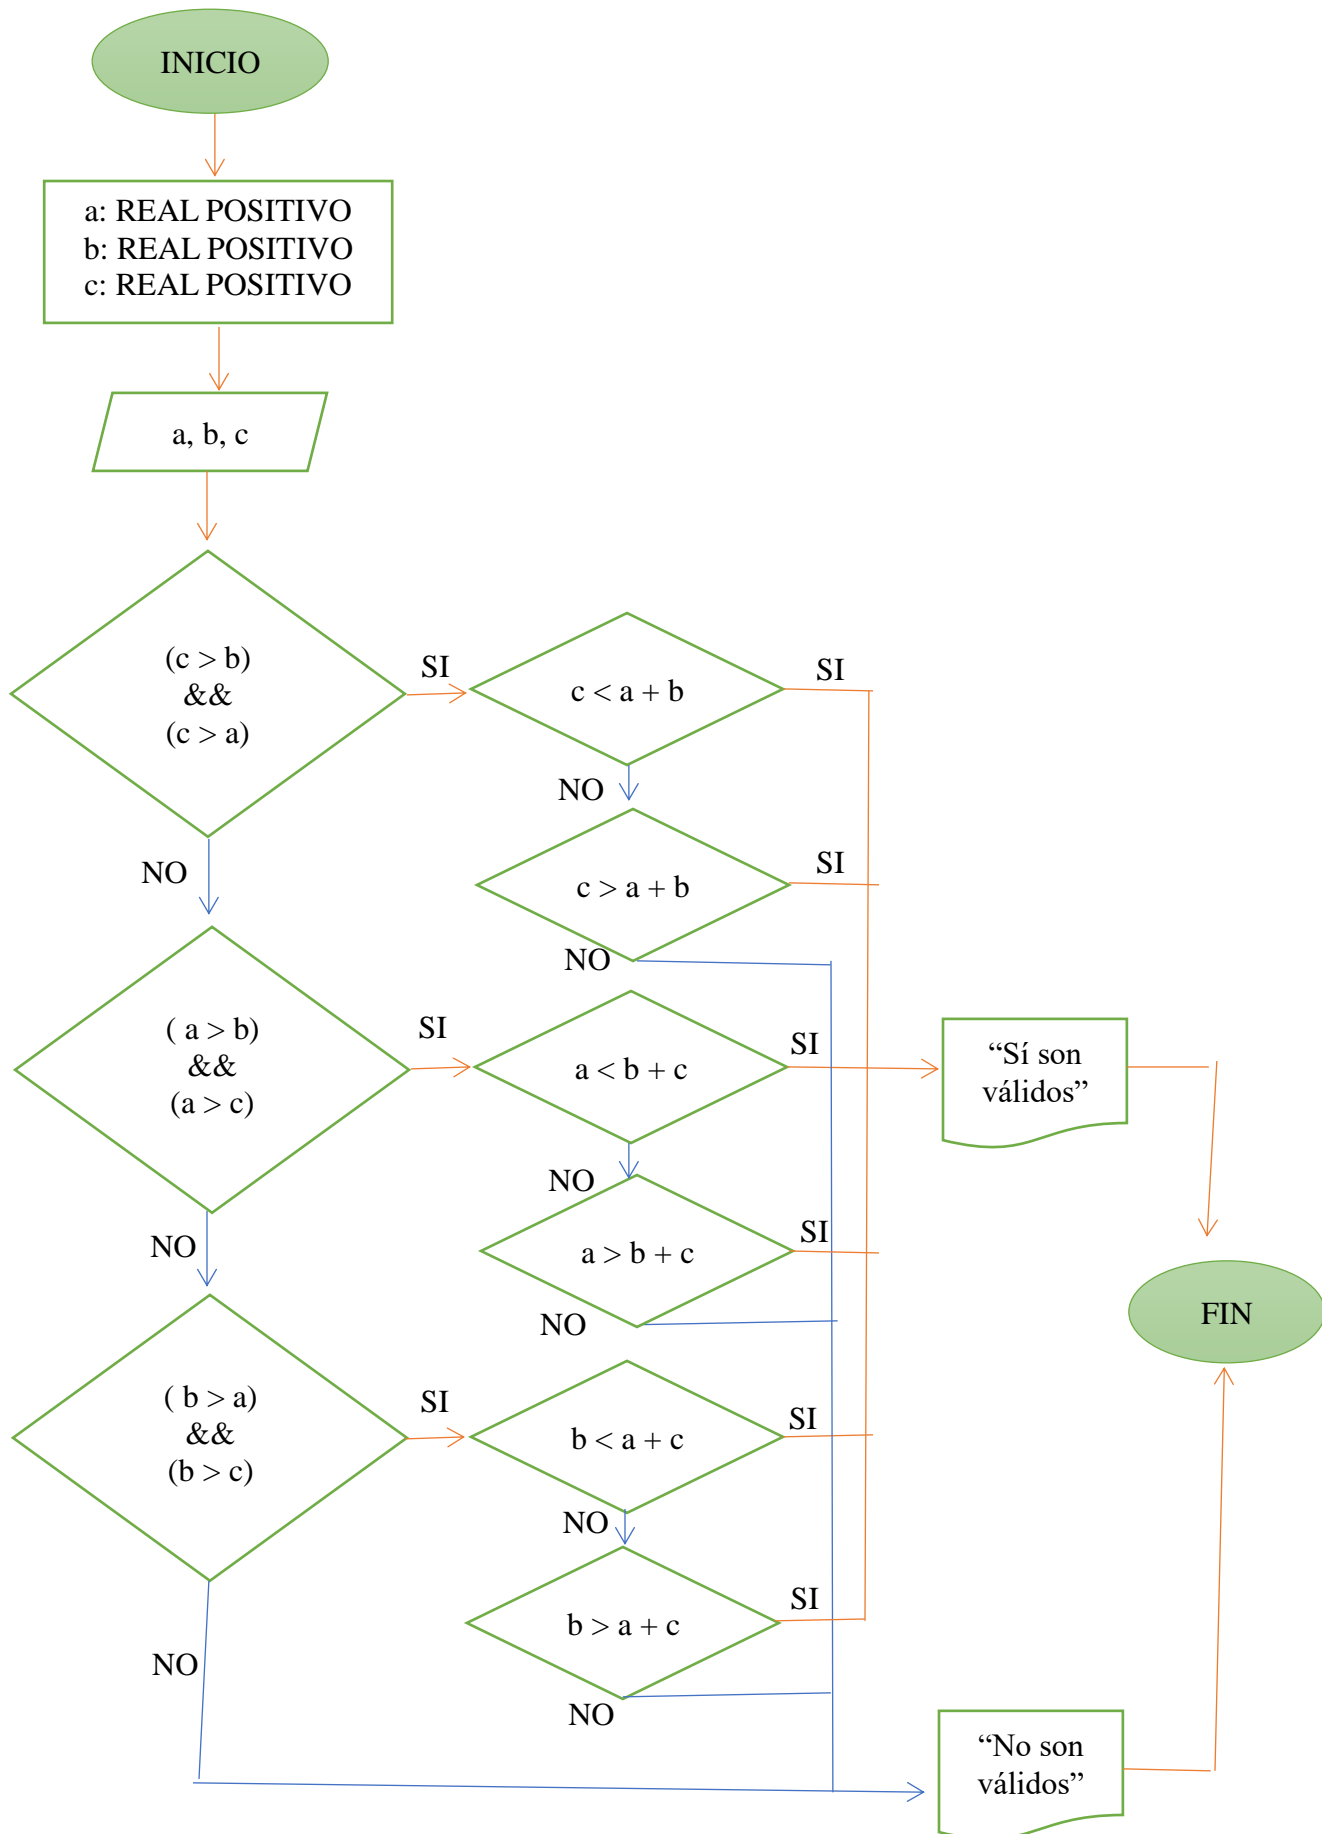 INICIO
a: REAL POSITIVO
b: REAL POSITIVO
c: REAL POSITIVO
a, b, c
(c > b)
&&
(c > a)
SI
c < a + b
SI
NO
c > a + b
SI
NO
NO
( a > b)
&&
(a > c)
SI
a < b + c
SI
“Sí son
válidos”
NO
a > b + c
SI
NO
NO
FIN
( b > a)
&&
(b > c)
SI
b < a + c
SI
NO
b > a + c
SI
NO
NO
“No son
válidos”